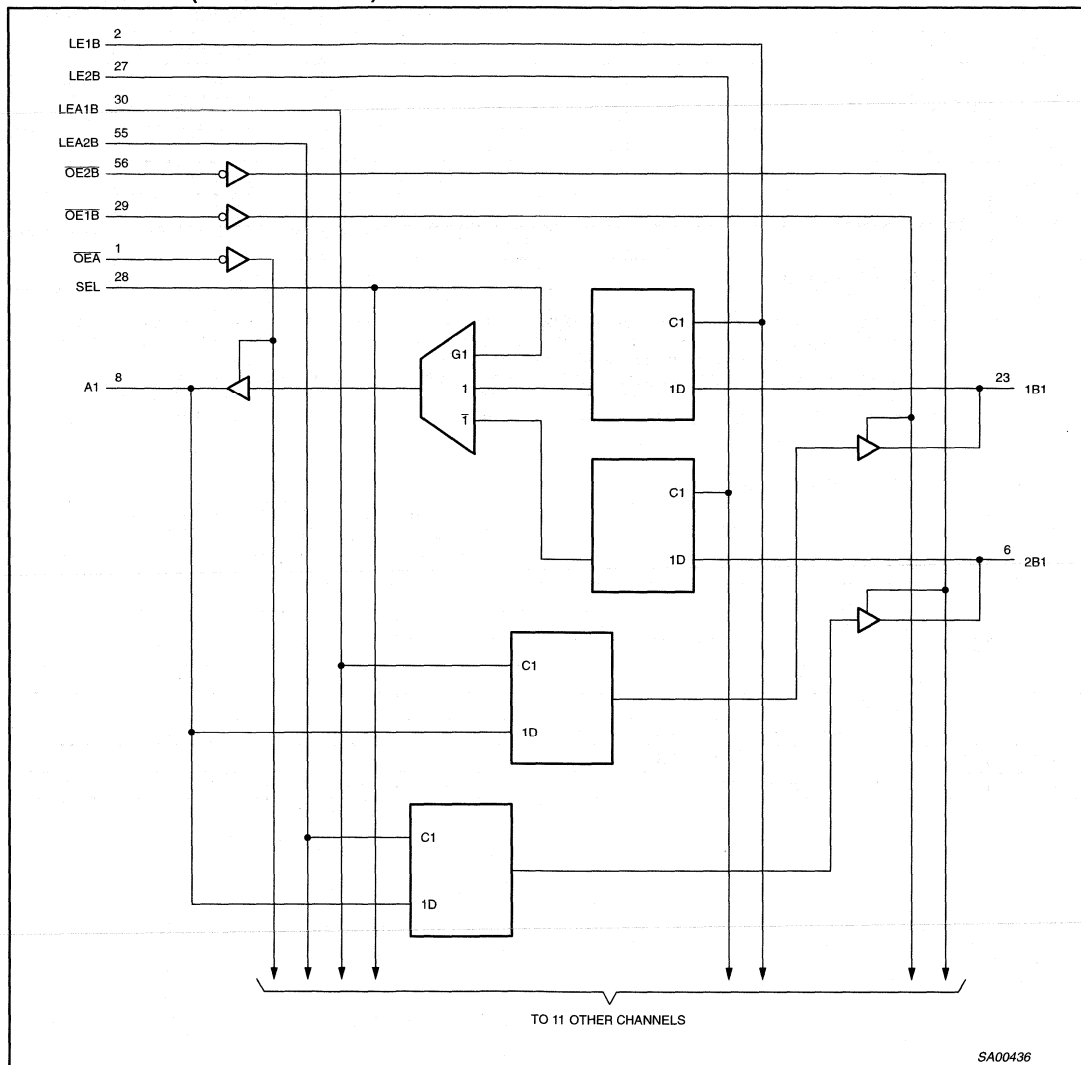 LE1B 2
LE2B 27
LEA1B 30
LEA2B 55
OE2B 56
OE1B 29
OEA 1
SEL 28
C1
G1
A1 8
1
1D
23 1B1
1
C1
1D
6 2B1
C1
1D
C1
1D
TO 11 OTHER CHANNELS
SA00436